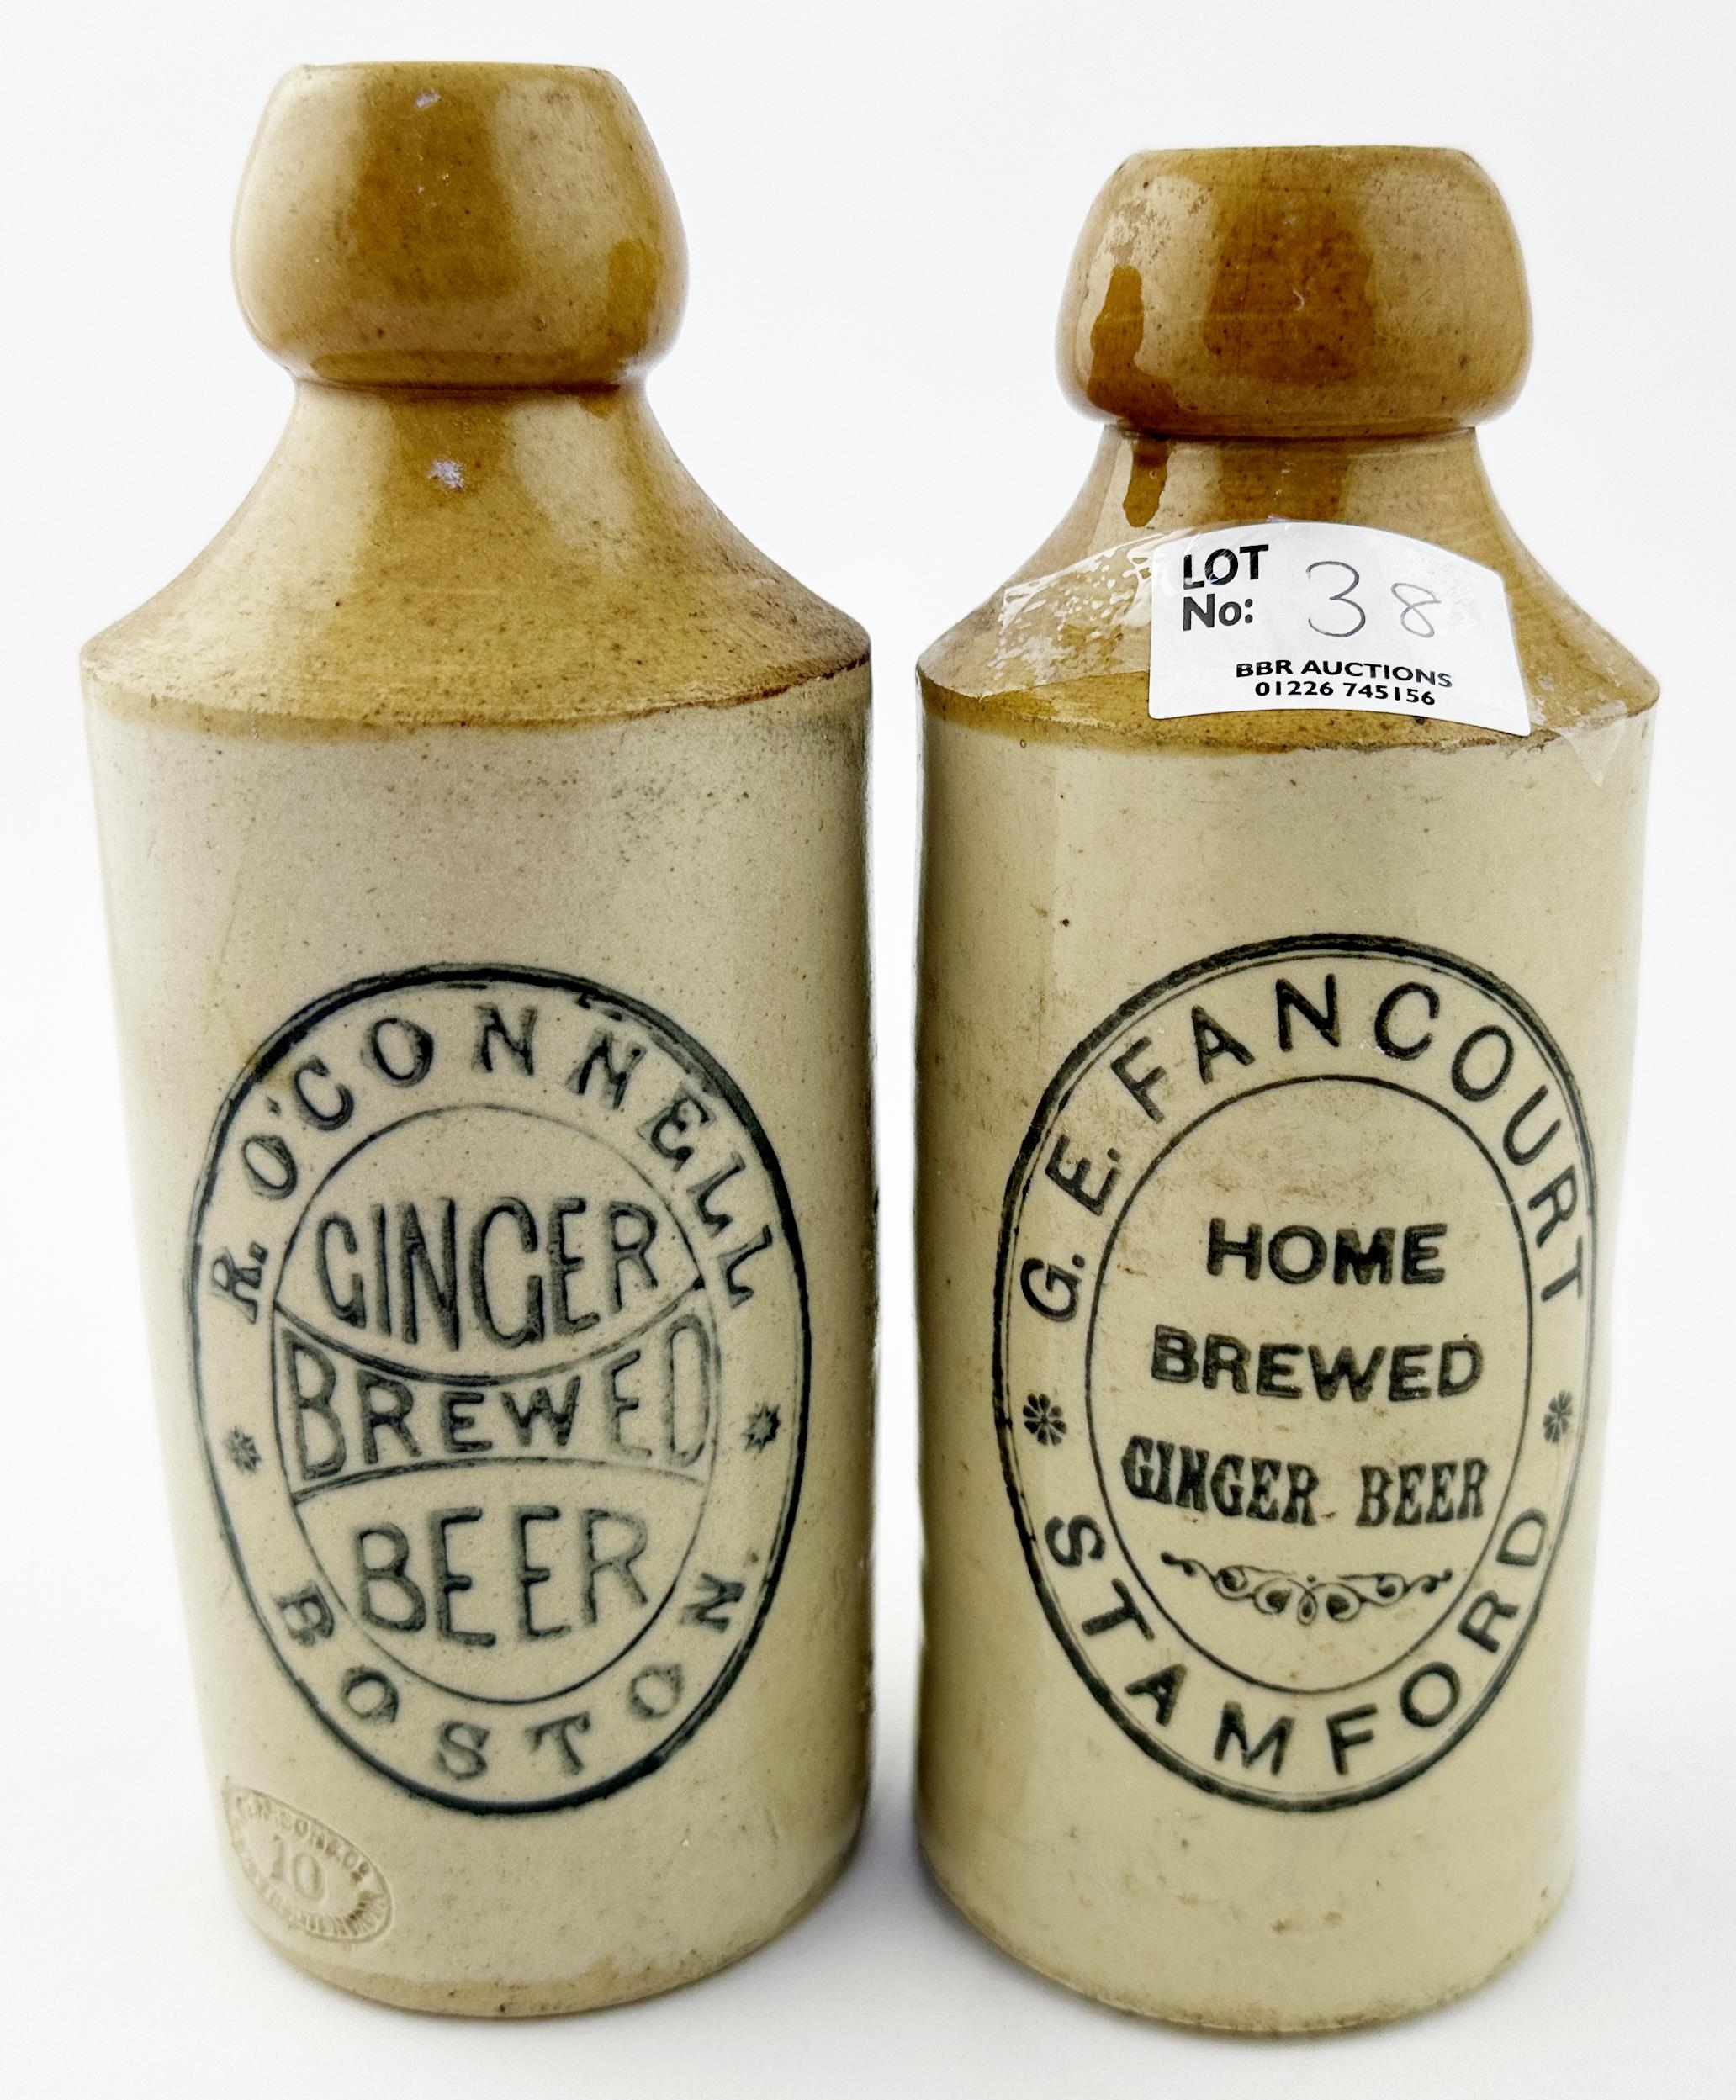 R. O'CONNELL
GINGER
BREWED
BEER
BOSTON.
10
LOT
No: 38
BBR AUCTIONS
01226 745156
G. E. FANCOURT
HOME
BREWED
GINGER BEER
STAMFORD